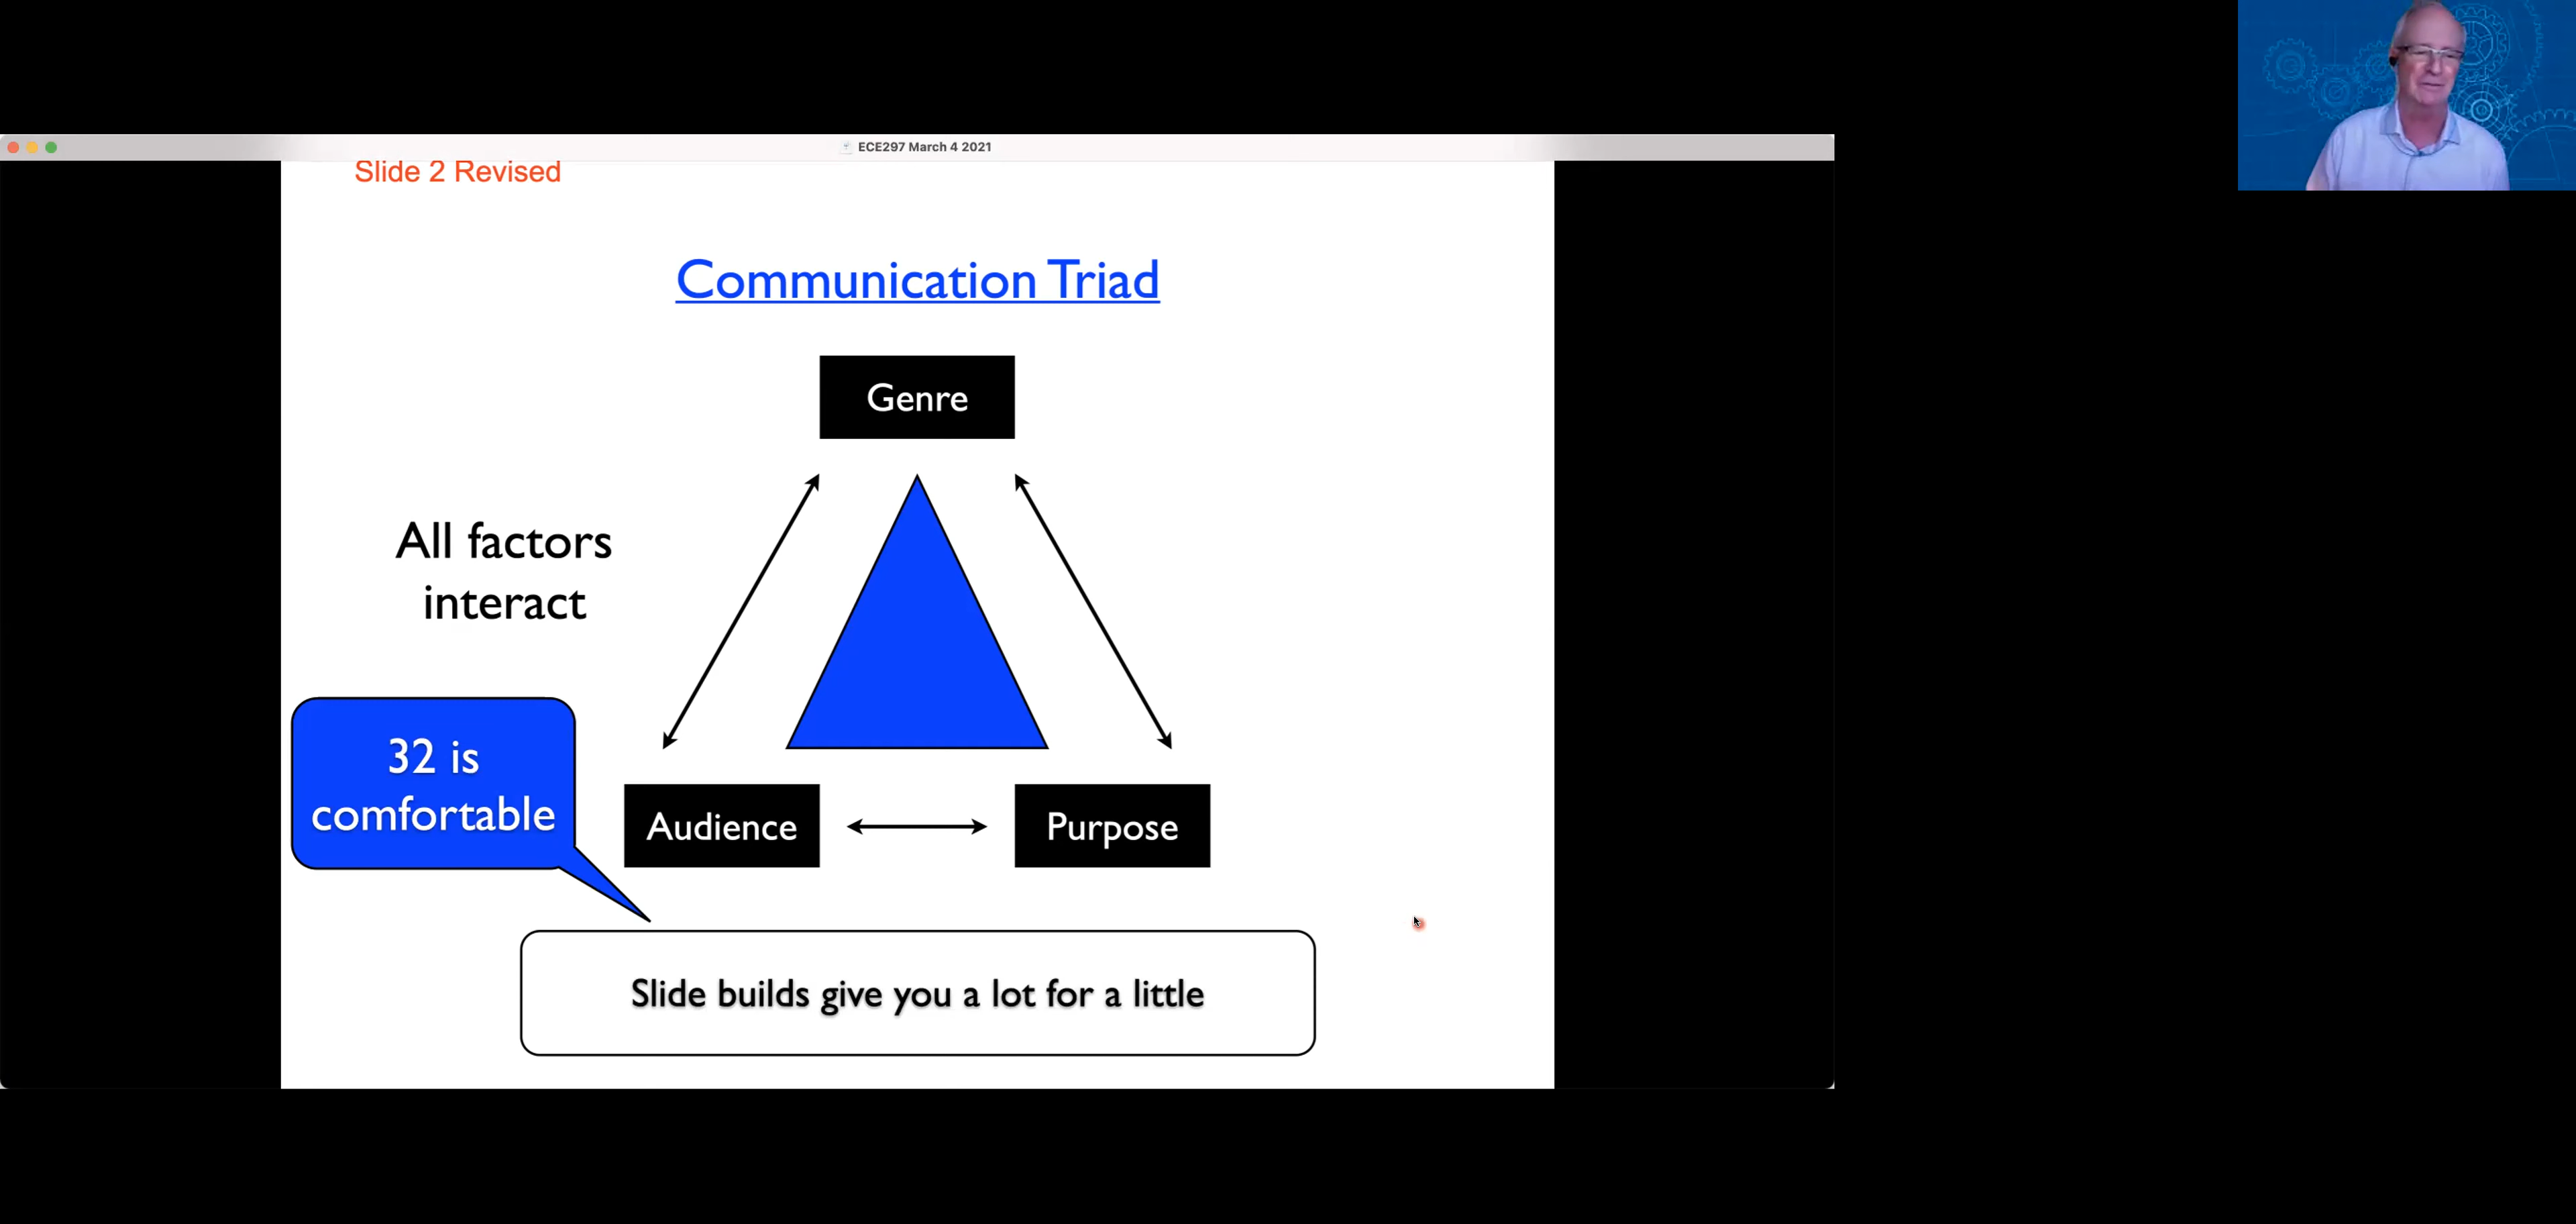 ECE297 March 4 2021
Slide 2 Revised
Communication Triad
Genre
All factors
interact
32 is
comfortable
Audience
Purpose
Slide builds give you a lot for a little